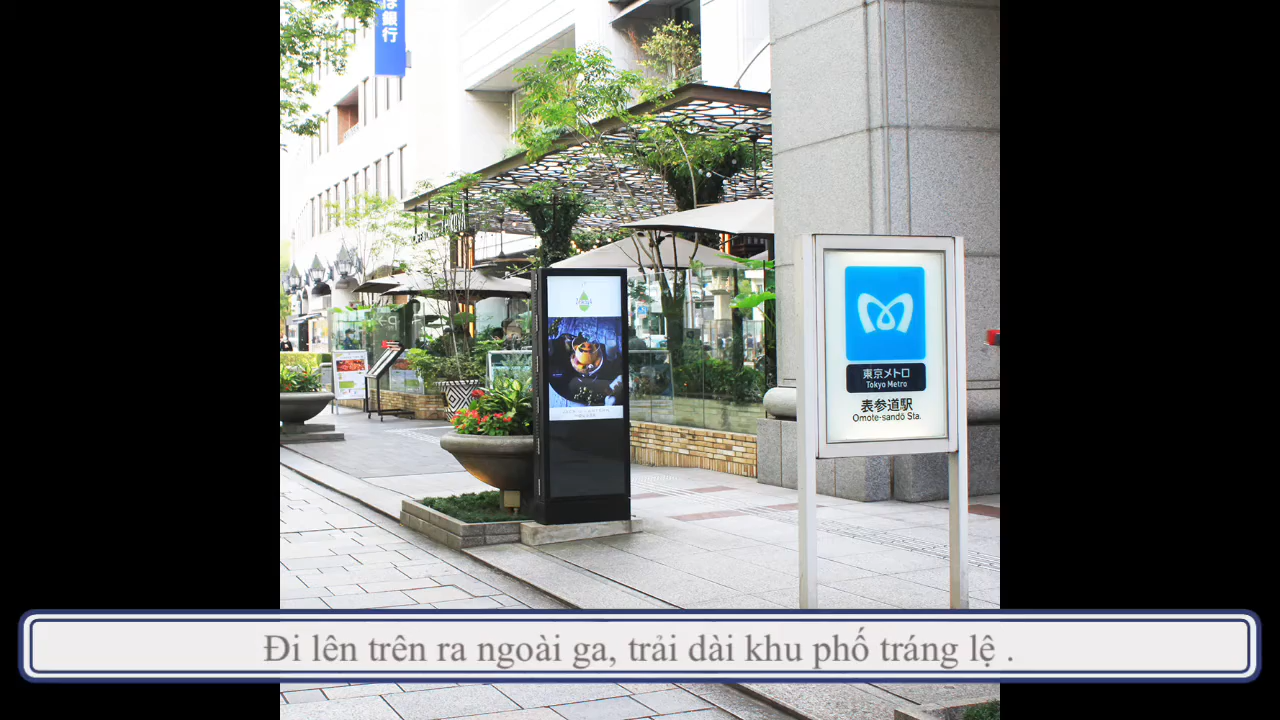 銀行
東京メトロ
Tokyo Metro
表参道駅
Omote-sandō Sta.
Đi lên trên ra ngoài ga, trải dài khu phố tráng lệ .